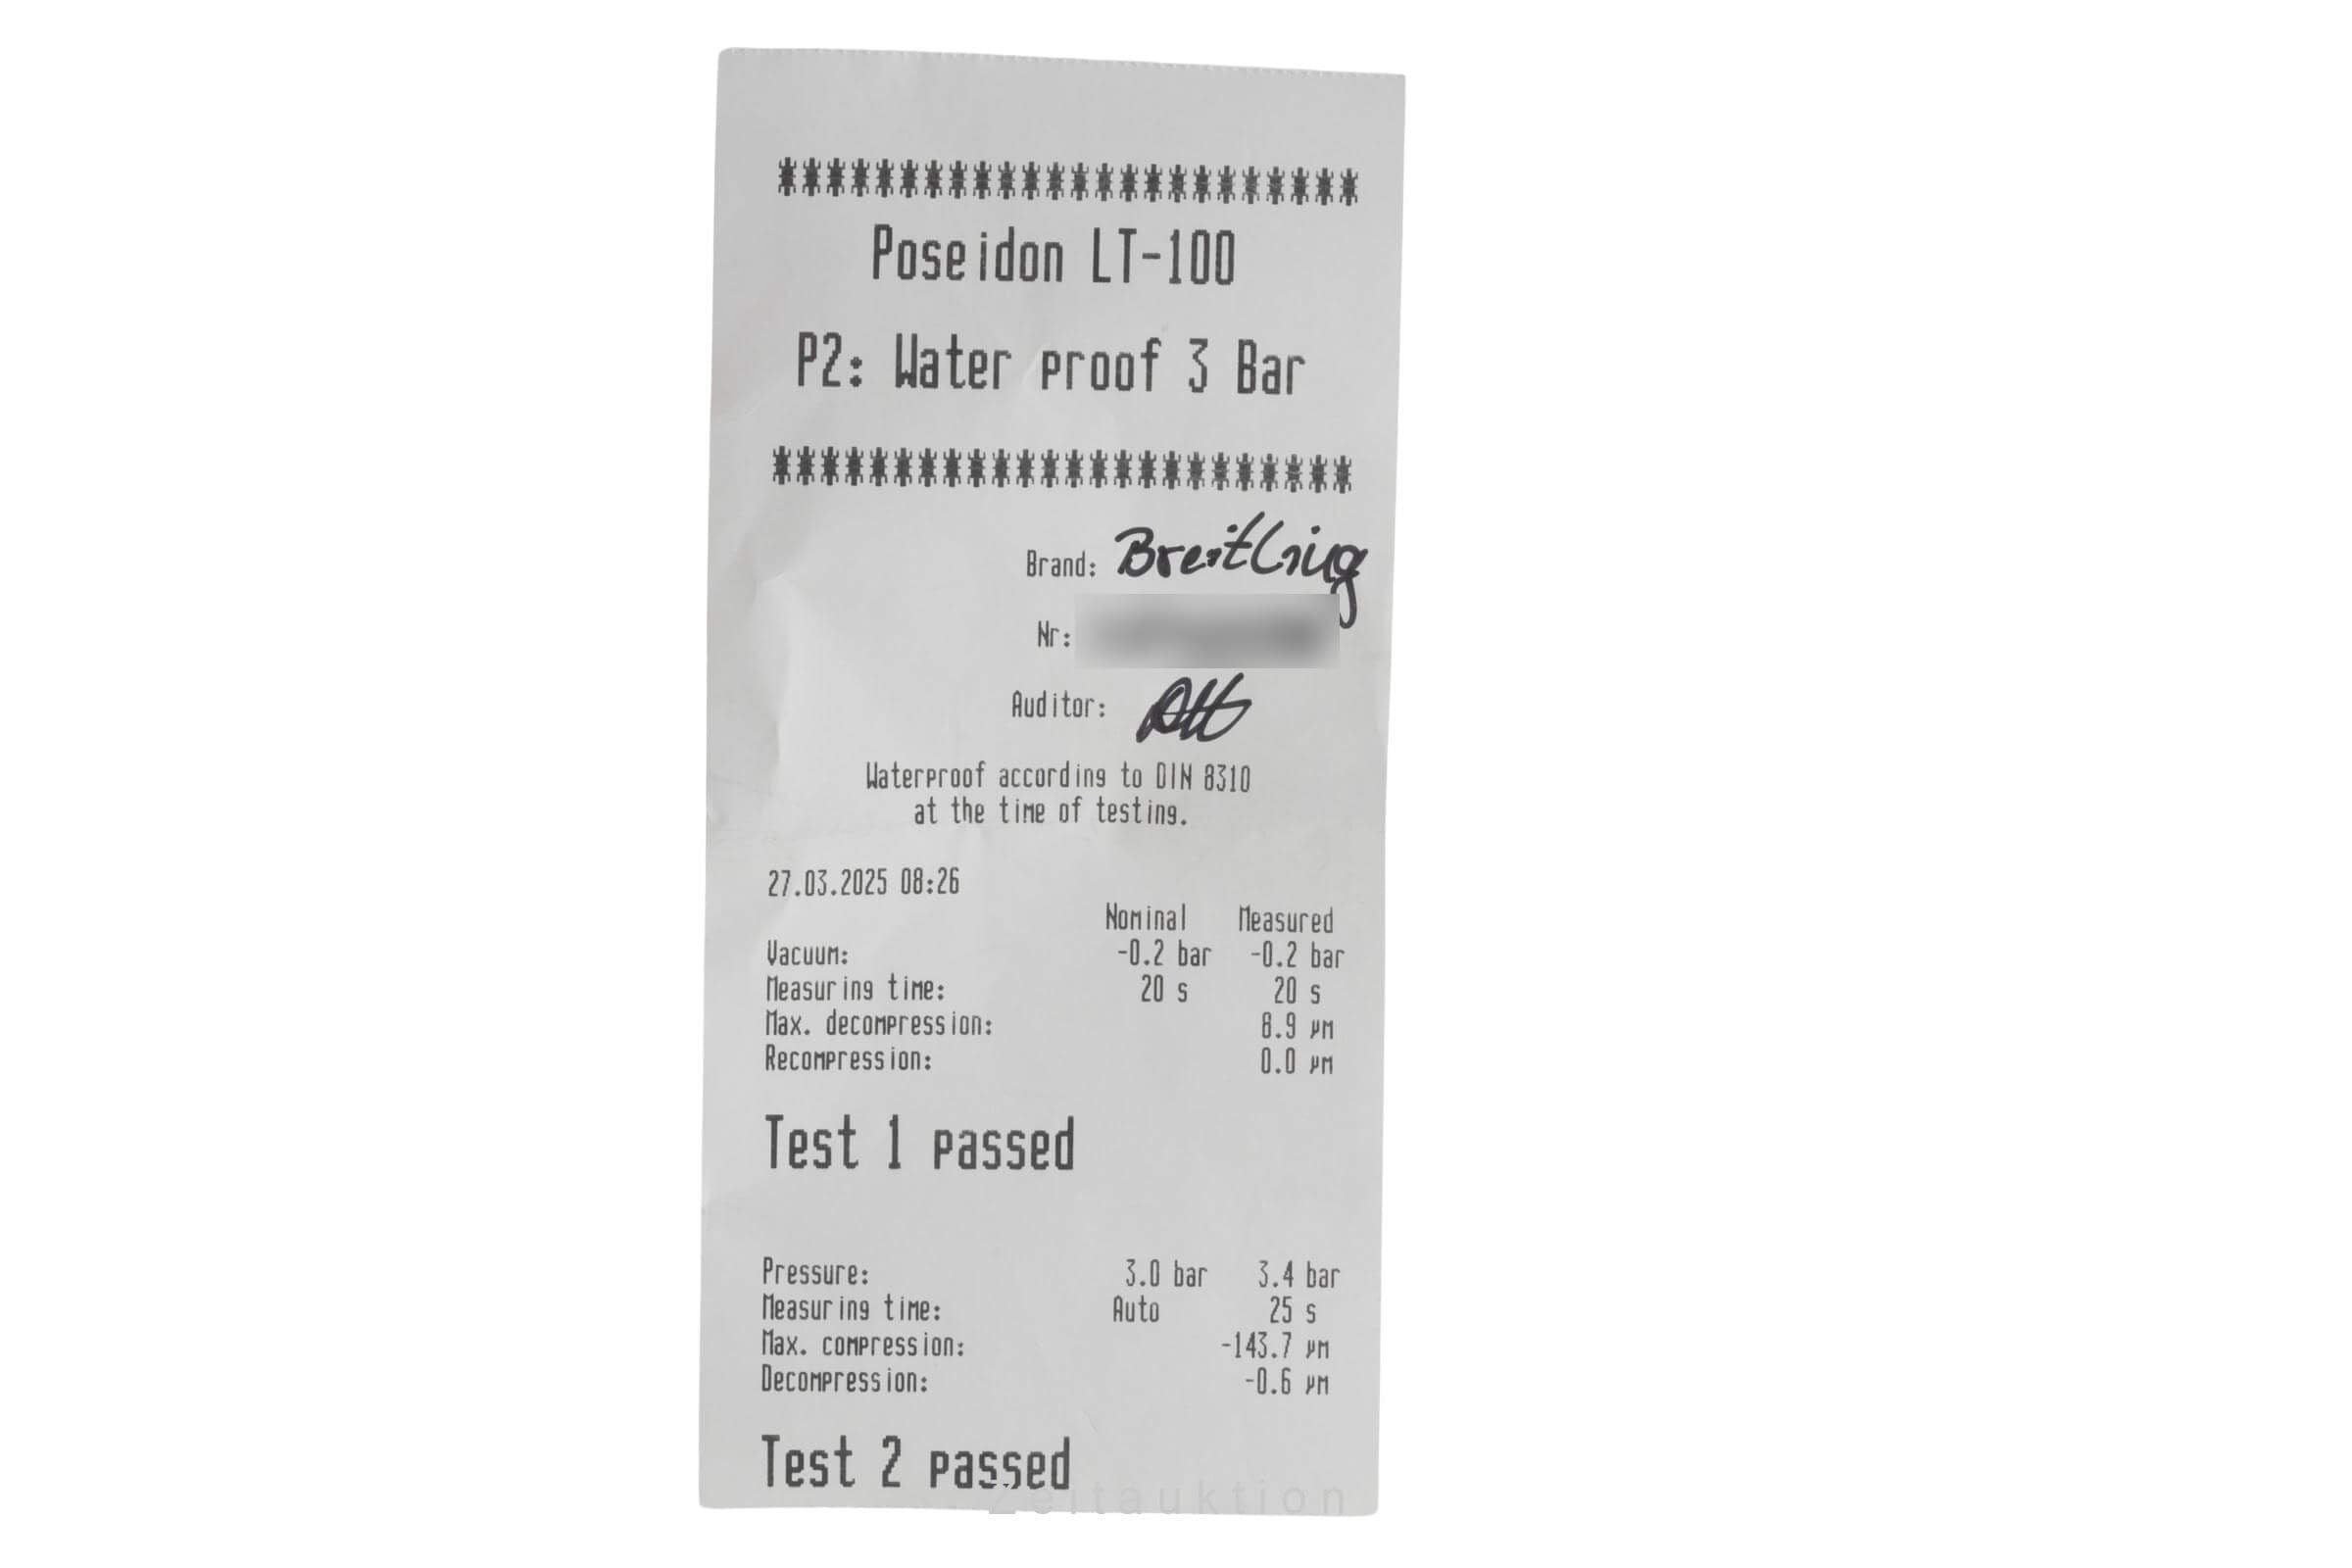 ************************
Poseidon LT-100
P2: Water proof 3 Bar
************************
Brand: Breitling
Nr:
Auditor:
Waterproof according to DIN 8310
at the time of testing.
27.03.2025 08:26
Nominal Measured
Vacuum: -0.2 bar -0.2 bar
Measuring time: 20 s 20 s
Max. decompression: 8.9 µm
Recompression: 0.0 µm
Test 1 passed
Pressure: 3.0 bar 3.4 bar
Measuring time: Auto 25 s
Max. compression: -143.7 µm
Decompression: -0.6 µm
Test 2 passed
Zeitauktion